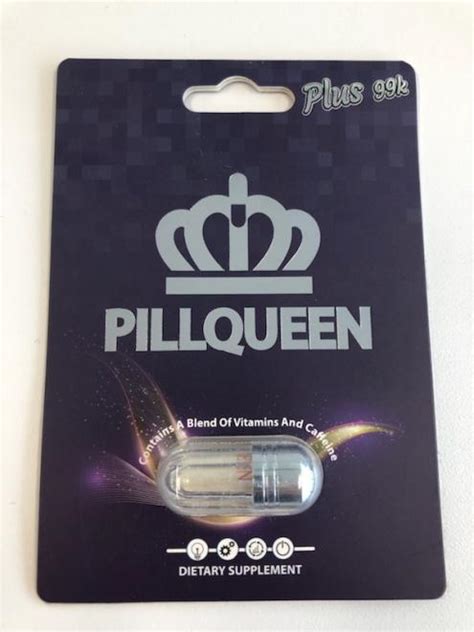 Plus 99k
PILLQUEEN
Contains A Blend Of Vitamins And Caffeine
DIETARY SUPPLEMENT